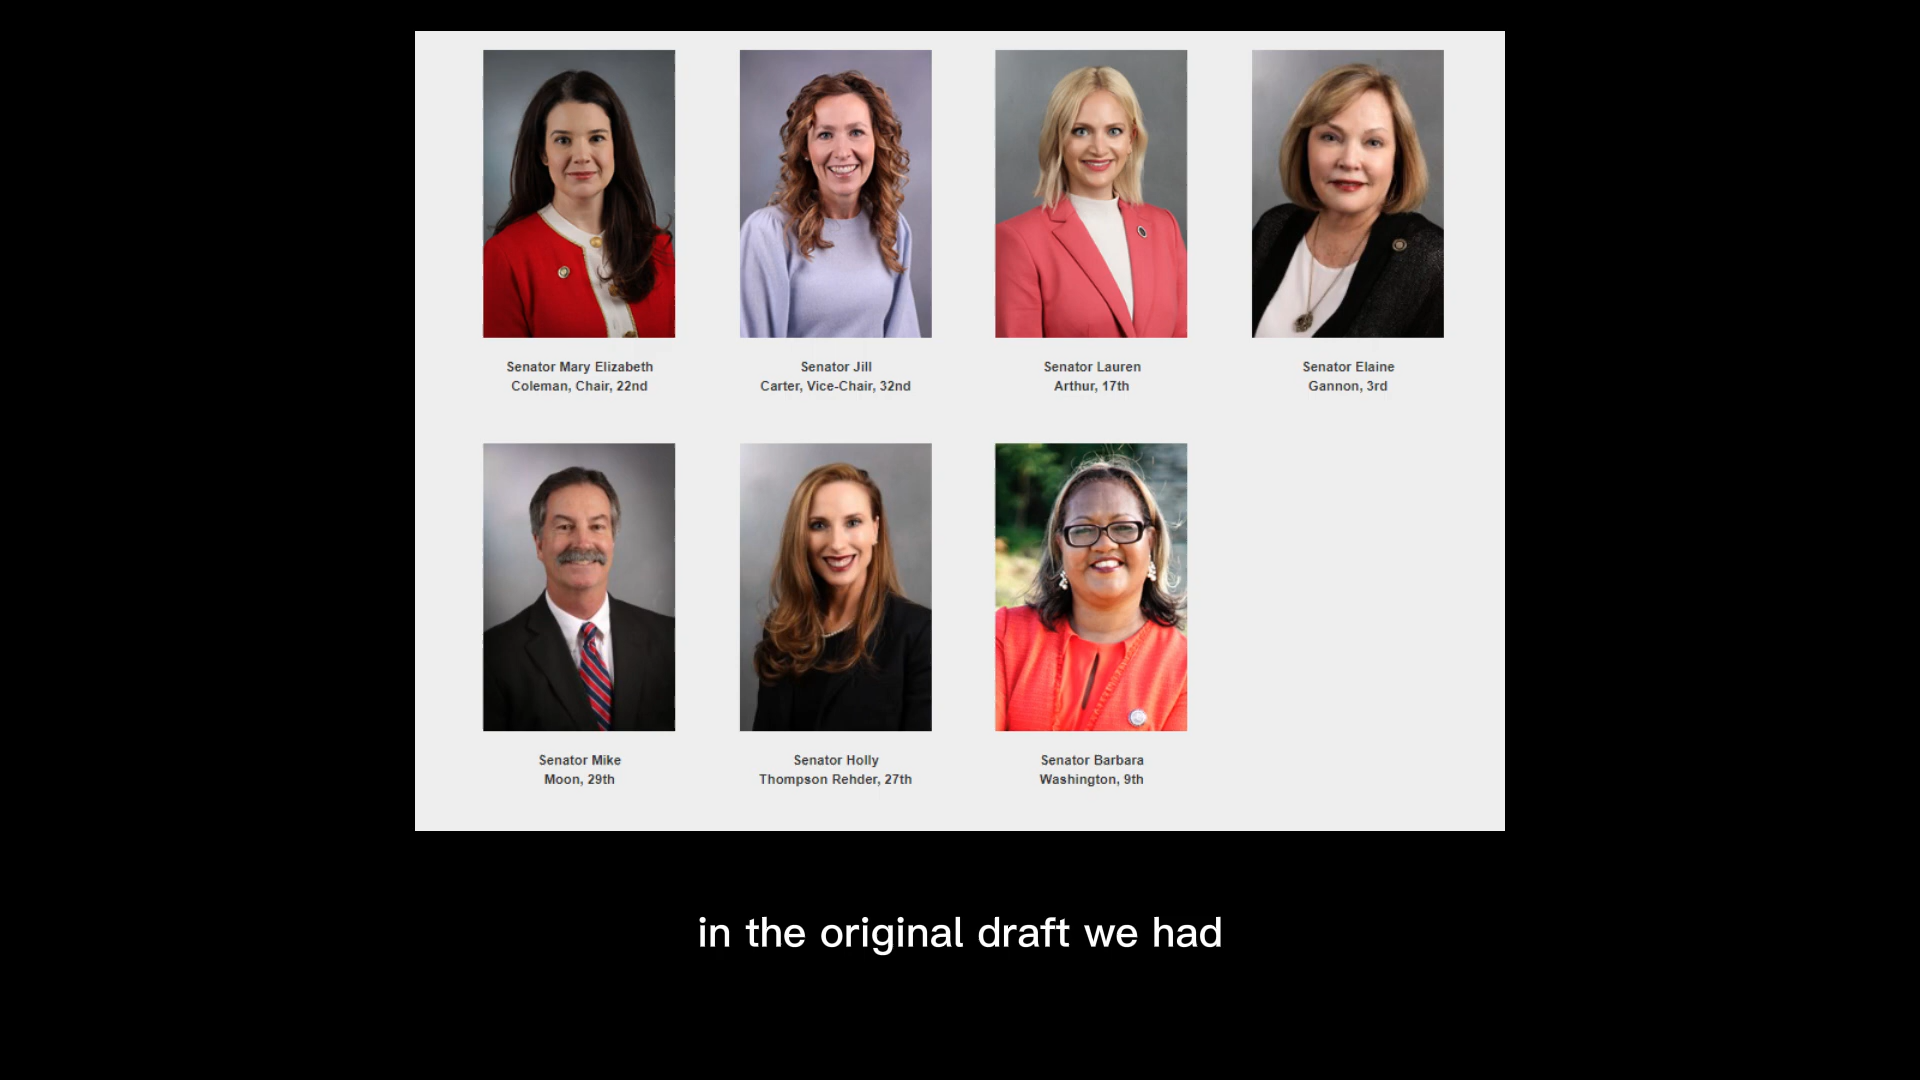 Senator Mary Elizabeth
Coleman, Chair, 22nd
Senator Jill
Carter, Vice-Chair, 32nd
Senator Lauren
Arthur, 17th
Senator Elaine
Gannon, 3rd
Senator Mike
Moon, 29th
Senator Holly
Thompson Rehder, 27th
Senator Barbara
Washington, 9th
in the original draft we had